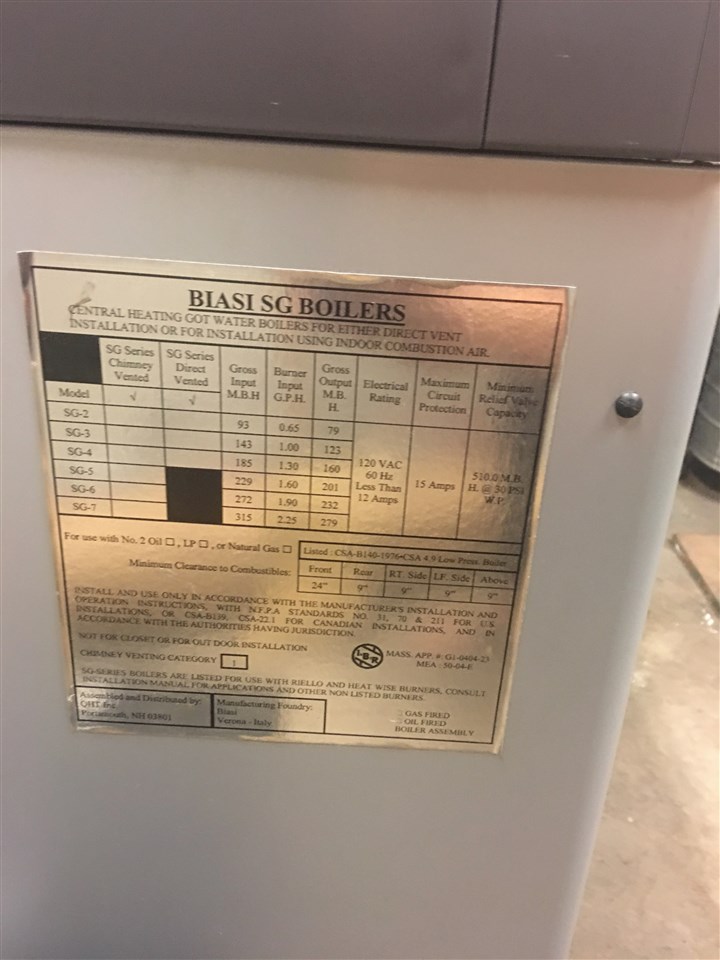 BIASI SG BOILERS
CENTRAL HEATING GOT WATER BOILERS FOR EITHER DIRECT VENT
INSTALLATION OR FOR INSTALLATION USING INDOOR COMBUSTION AIR.
SG Series Chimney Vented
SG Series Direct Vented
Gross Input M.B.H
Burner Input G.P.H.
Gross Output M.B. H.
Electrical Rating
Maximum Circuit Protection
Minimum Relief Valve Capacity
Model √ √
SG-2 93 0.65 79
SG-3 143 1.00 123
SG-4 185 1.30 160
SG-5 229 1.60 201
SG-6 272 1.90 232
SG-7 315 2.25 279
120 VAC
60 Hz
Less Than
12 Amps
15 Amps
510.0 M.B.
H. @ 30 PSI
W.P.
For use with No. 2 Oil ☐, LP ☐, or Natural Gas ☐
Listed : CSA-B140-1976•CSA 4.9 Low Press. Boiler
Minimum Clearance to Combustibles:
Front Rear RT. Side LF. Side Above
24" 9" 9" 9" 9"
INSTALL AND USE ONLY IN ACCORDANCE WITH THE MANUFACTURER'S INSTALLATION AND
OPERATION INSTRUCTIONS, WITH N.F.P.A STANDARDS NO. 31, 70 & 211 FOR U.S.
INSTALLATIONS, OR CSA-B139, CSA-22.1 FOR CANADIAN INSTALLATIONS, AND IN
ACCORDANCE WITH THE AUTHORITIES HAVING JURISDICTION.
NOT FOR CLOSET OR FOR OUT DOOR INSTALLATION
CHIMNEY VENTING CATEGORY 1
I=B=R
MASS. APP. #: G1-0404-23
MEA : 50-04-E
SG-SERIES BOILERS ARE LISTED FOR USE WITH RIELLO AND HEAT WISE BURNERS, CONSULT
INSTALLATION MANUAL FOR APPLICATIONS AND OTHER NON LISTED BURNERS.
Assembled and Distributed by:
QHT Inc.
Portsmouth, NH 03801
Manufacturing Foundry:
Biasi
Verona - Italy
☐ GAS FIRED
☐ OIL FIRED
BOILER ASSEMBLY